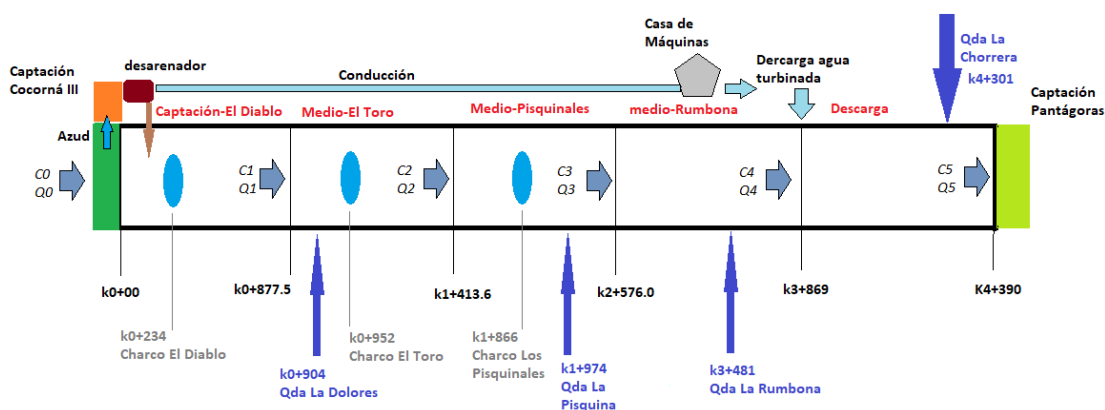 Captación
Cocorná III
desarenador
Conducción
Casa de
Máquinas
Dercarga agua
turbinada
Qda La
Chorrera
k4+301
Captación
Pantágoras
Azud
Captación-El Diablo
Medio-El Toro
Medio-Pisquinales
medio-Rumbona
Descarga
C0
Q0
C1
Q1
C2
Q2
C3
Q3
C4
Q4
C5
Q5
k0+00
k0+877.5
k1+413.6
k2+576.0
k3+869
K4+390
k0+234
Charco El Diablo
k0+904
Qda La Dolores
k0+952
Charco El Toro
k1+866
Charco Los
Pisquinales
k1+974
Qda La
Pisquina
k3+481
Qda La Rumbona